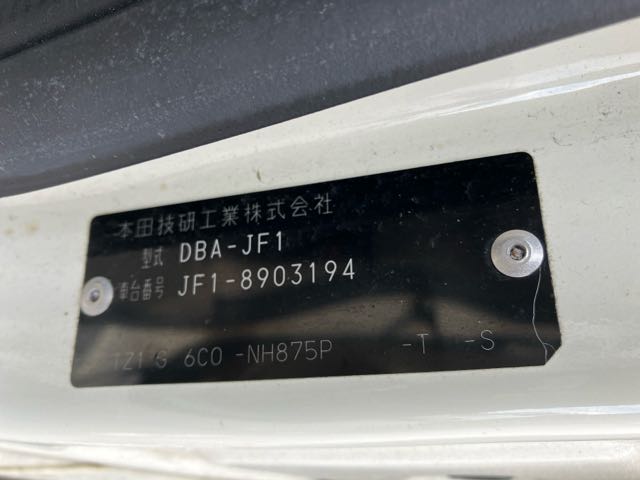 本田技研工業株式会社
型式 DBA-JF1
車台番号 JF1-8903194
TZ1 G 6C0 -NH875P -T -S